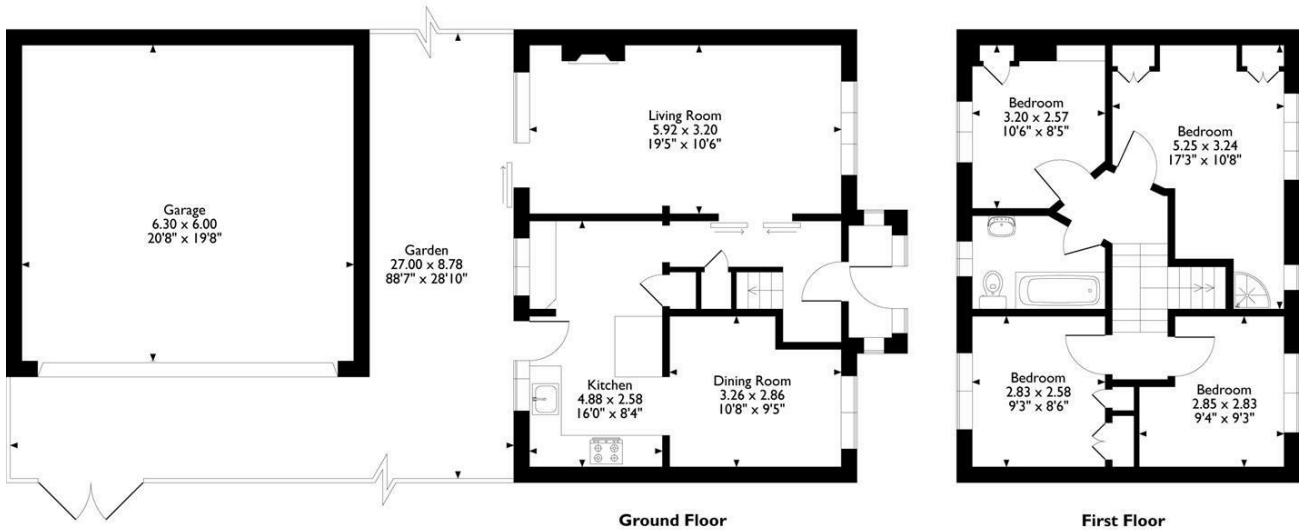 Garage
6.30 x 6.00
20'8" x 19'8"
Garden
27.00 x 8.78
88'7" x 28'10"
Living Room
5.92 x 3.20
19'5" x 10'6"
Kitchen
4.88 x 2.58
16'0" x 8'4"
Dining Room
3.26 x 2.86
10'8" x 9'5"
Ground Floor
Bedroom
3.20 x 2.57
10'6" x 8'5"
Bedroom
5.25 x 3.24
17'3" x 10'8"
Bedroom
2.83 x 2.58
9'3" x 8'6"
Bedroom
2.85 x 2.83
9'4" x 9'3"
First Floor